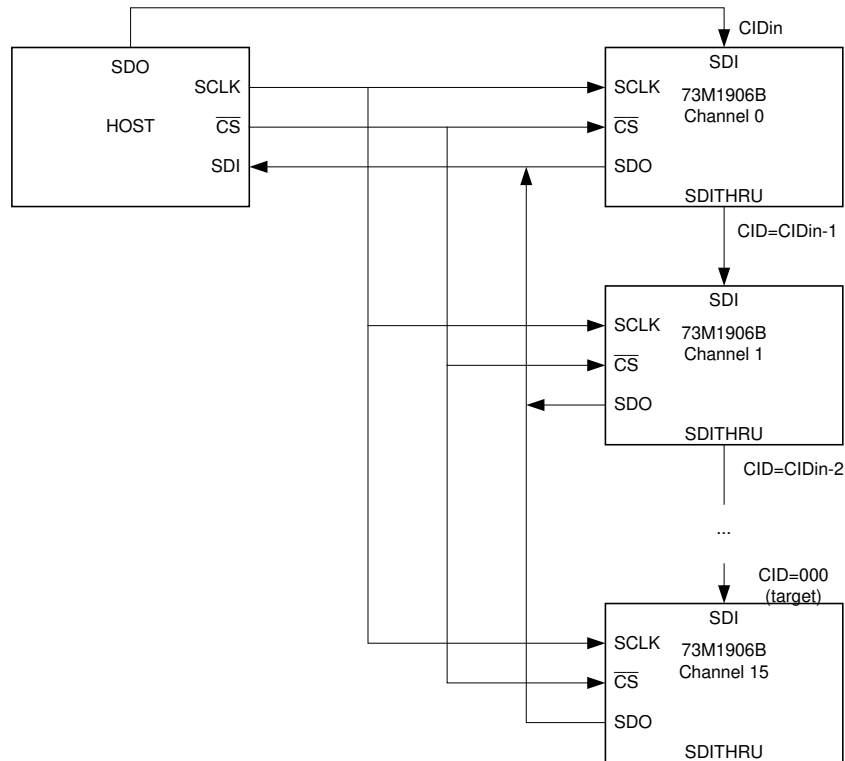 CIDin
SDO
SCLK
HOST
CS
SDI
SDI
SCLK
73M1906B
Channel 0
CS
SDO
SDITHRU
CID=CIDin-1
SDI
SCLK
73M1906B
Channel 1
CS
SDO
SDITHRU
CID=CIDin-2
...
CID=000
(target)
SDI
SCLK
73M1906B
Channel 15
CS
SDO
SDITHRU